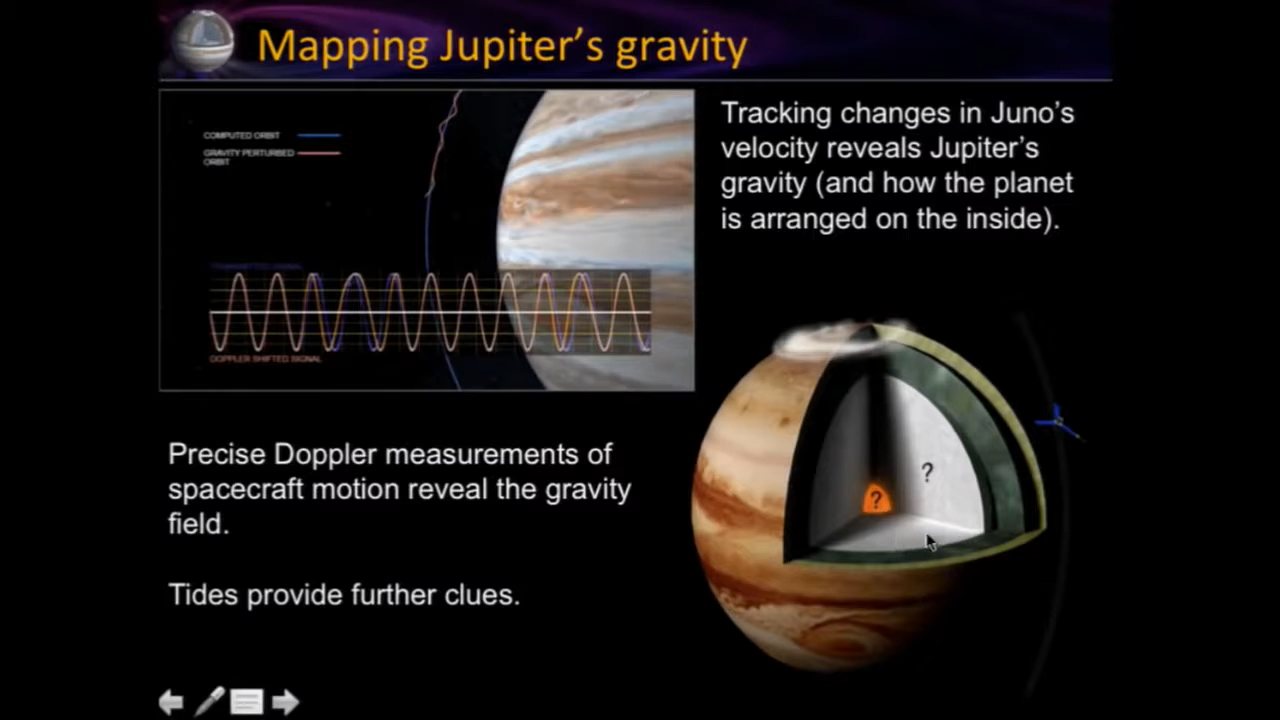 Mapping Jupiter's gravity
COMPUTED ORBIT
GRAVITY PERTURBED
ORBIT
TRANSMITTED SIGNAL
DOPPLER SHIFTED SIGNAL
Tracking changes in Juno's
velocity reveals Jupiter's
gravity (and how the planet
is arranged on the inside).
?
?
Precise Doppler measurements of
spacecraft motion reveal the gravity
field.
Tides provide further clues.